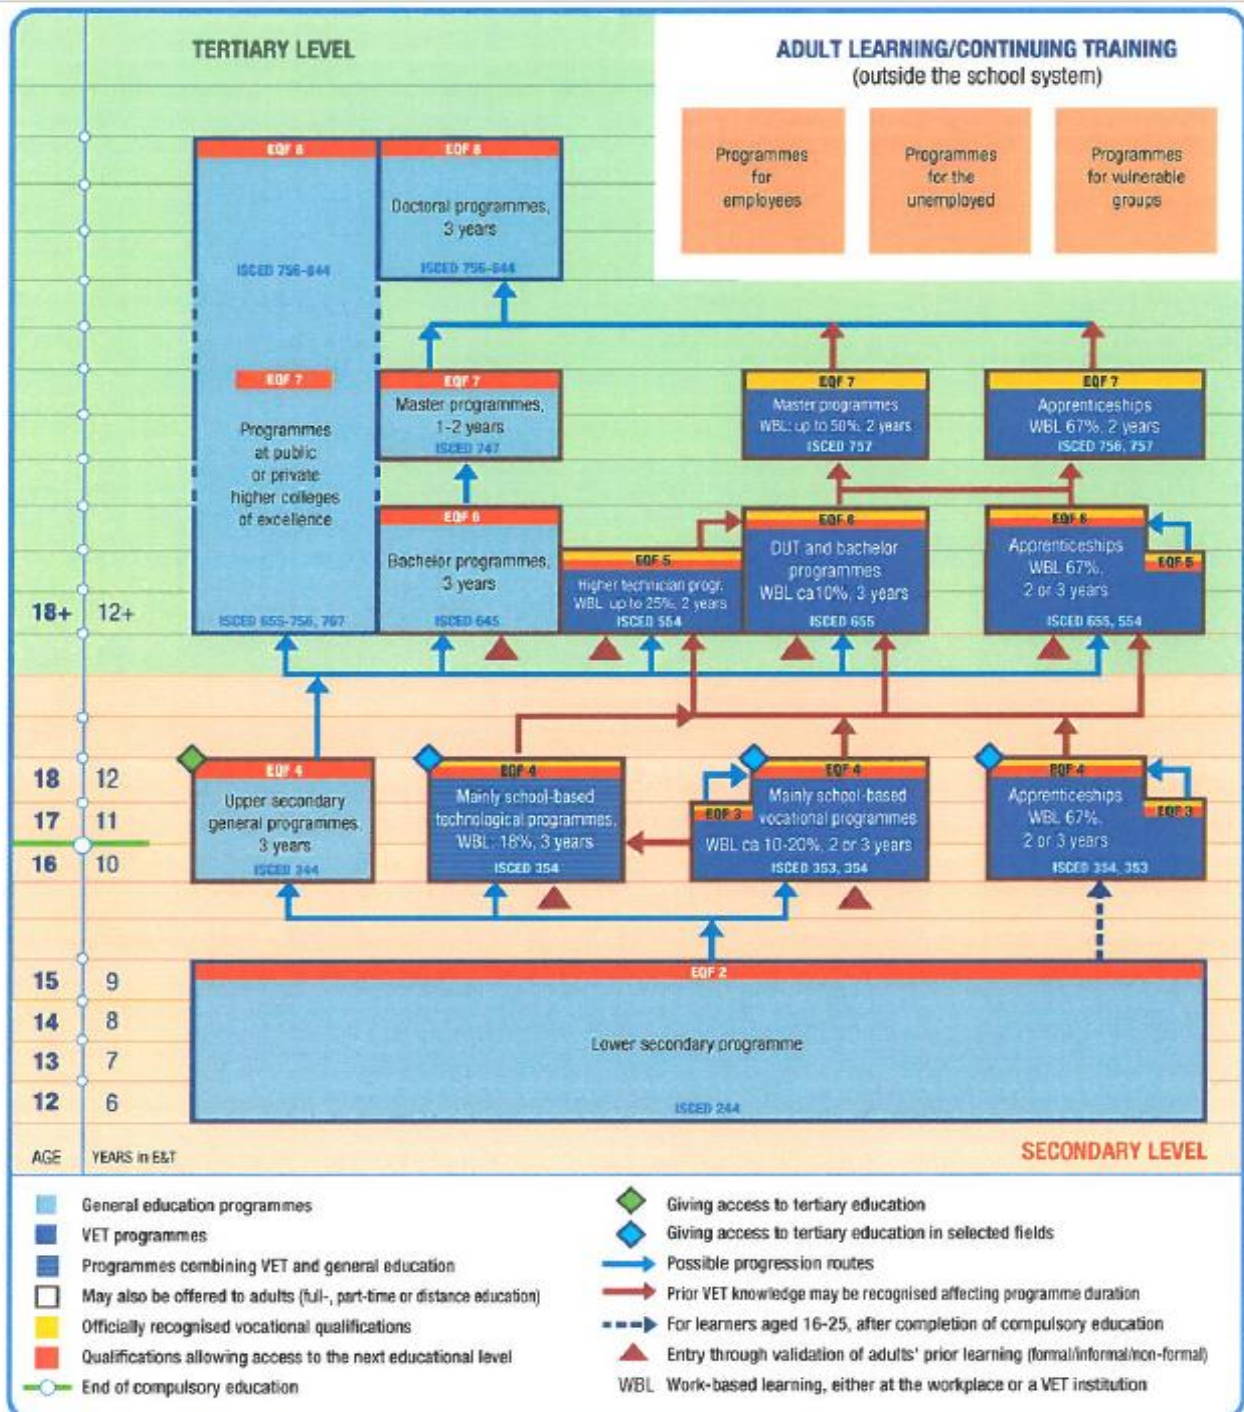 TERTIARY LEVEL
ADULT LEARNING/CONTINUING TRAINING
(outside the school system)
Programmes
for
employees
Programmes
for the
unemployed
Programmes
for vulnerable
groups
EQF 8
ISCED 756-844
EQF 7
Programmes
at public
or private
higher colleges
of excellence
ISCED 655-756, 767
EQF 8
Doctoral programmes,
3 years
ISCED 756-844
EQF 7
Master programmes,
1-2 years
ISCED 747
EQF 7
Master programmes
WBL: up to 50%, 2 years
ISCED 757
EQF 7
Apprenticeships
WBL 67%, 2 years
ISCED 756, 757
EQF 6
Bachelor programmes,
3 years
ISCED 645
EQF 5
Higher technician progr.
WBL: up to 25%, 2 years
ISCED 554
EQF 6
DUT and bachelor
programmes
WBL ca10%, 3 years
ISCED 655
EQF 6
Apprenticeships
WBL 67%,
2 or 3 years
ISCED 655, 554
EQF 5
18+ 12+
18 12
17 11
16 10
EQF 4
Upper secondary
general programmes,
3 years
ISCED 344
EQF 4
Mainly school-based
technological programmes,
WBL: 18%, 3 years
ISCED 354
EQF 3
EQF 4
Mainly school-based
vocational programmes
WBL ca 10-20%, 2 or 3 years
ISCED 353, 354
EQF 4
Apprenticeships
WBL 67%,
2 or 3 years
ISCED 354, 353
EQF 3
15 9
14 8
13 7
12 6
EQF 2
Lower secondary programme
ISCED 244
AGE YEARS in E&T
SECONDARY LEVEL
General education programmes
VET programmes
Programmes combining VET and general education
May also be offered to adults (full-, part-time or distance education)
Officially recognised vocational qualifications
Qualifications allowing access to the next educational level
End of compulsory education
Giving access to tertiary education
Giving access to tertiary education in selected fields
Possible progression routes
Prior VET knowledge may be recognised affecting programme duration
For learners aged 16-25, after completion of compulsory education
Entry through validation of adults' prior learning (formal/informal/non-formal)
WBL Work-based learning, either at the workplace or a VET institution